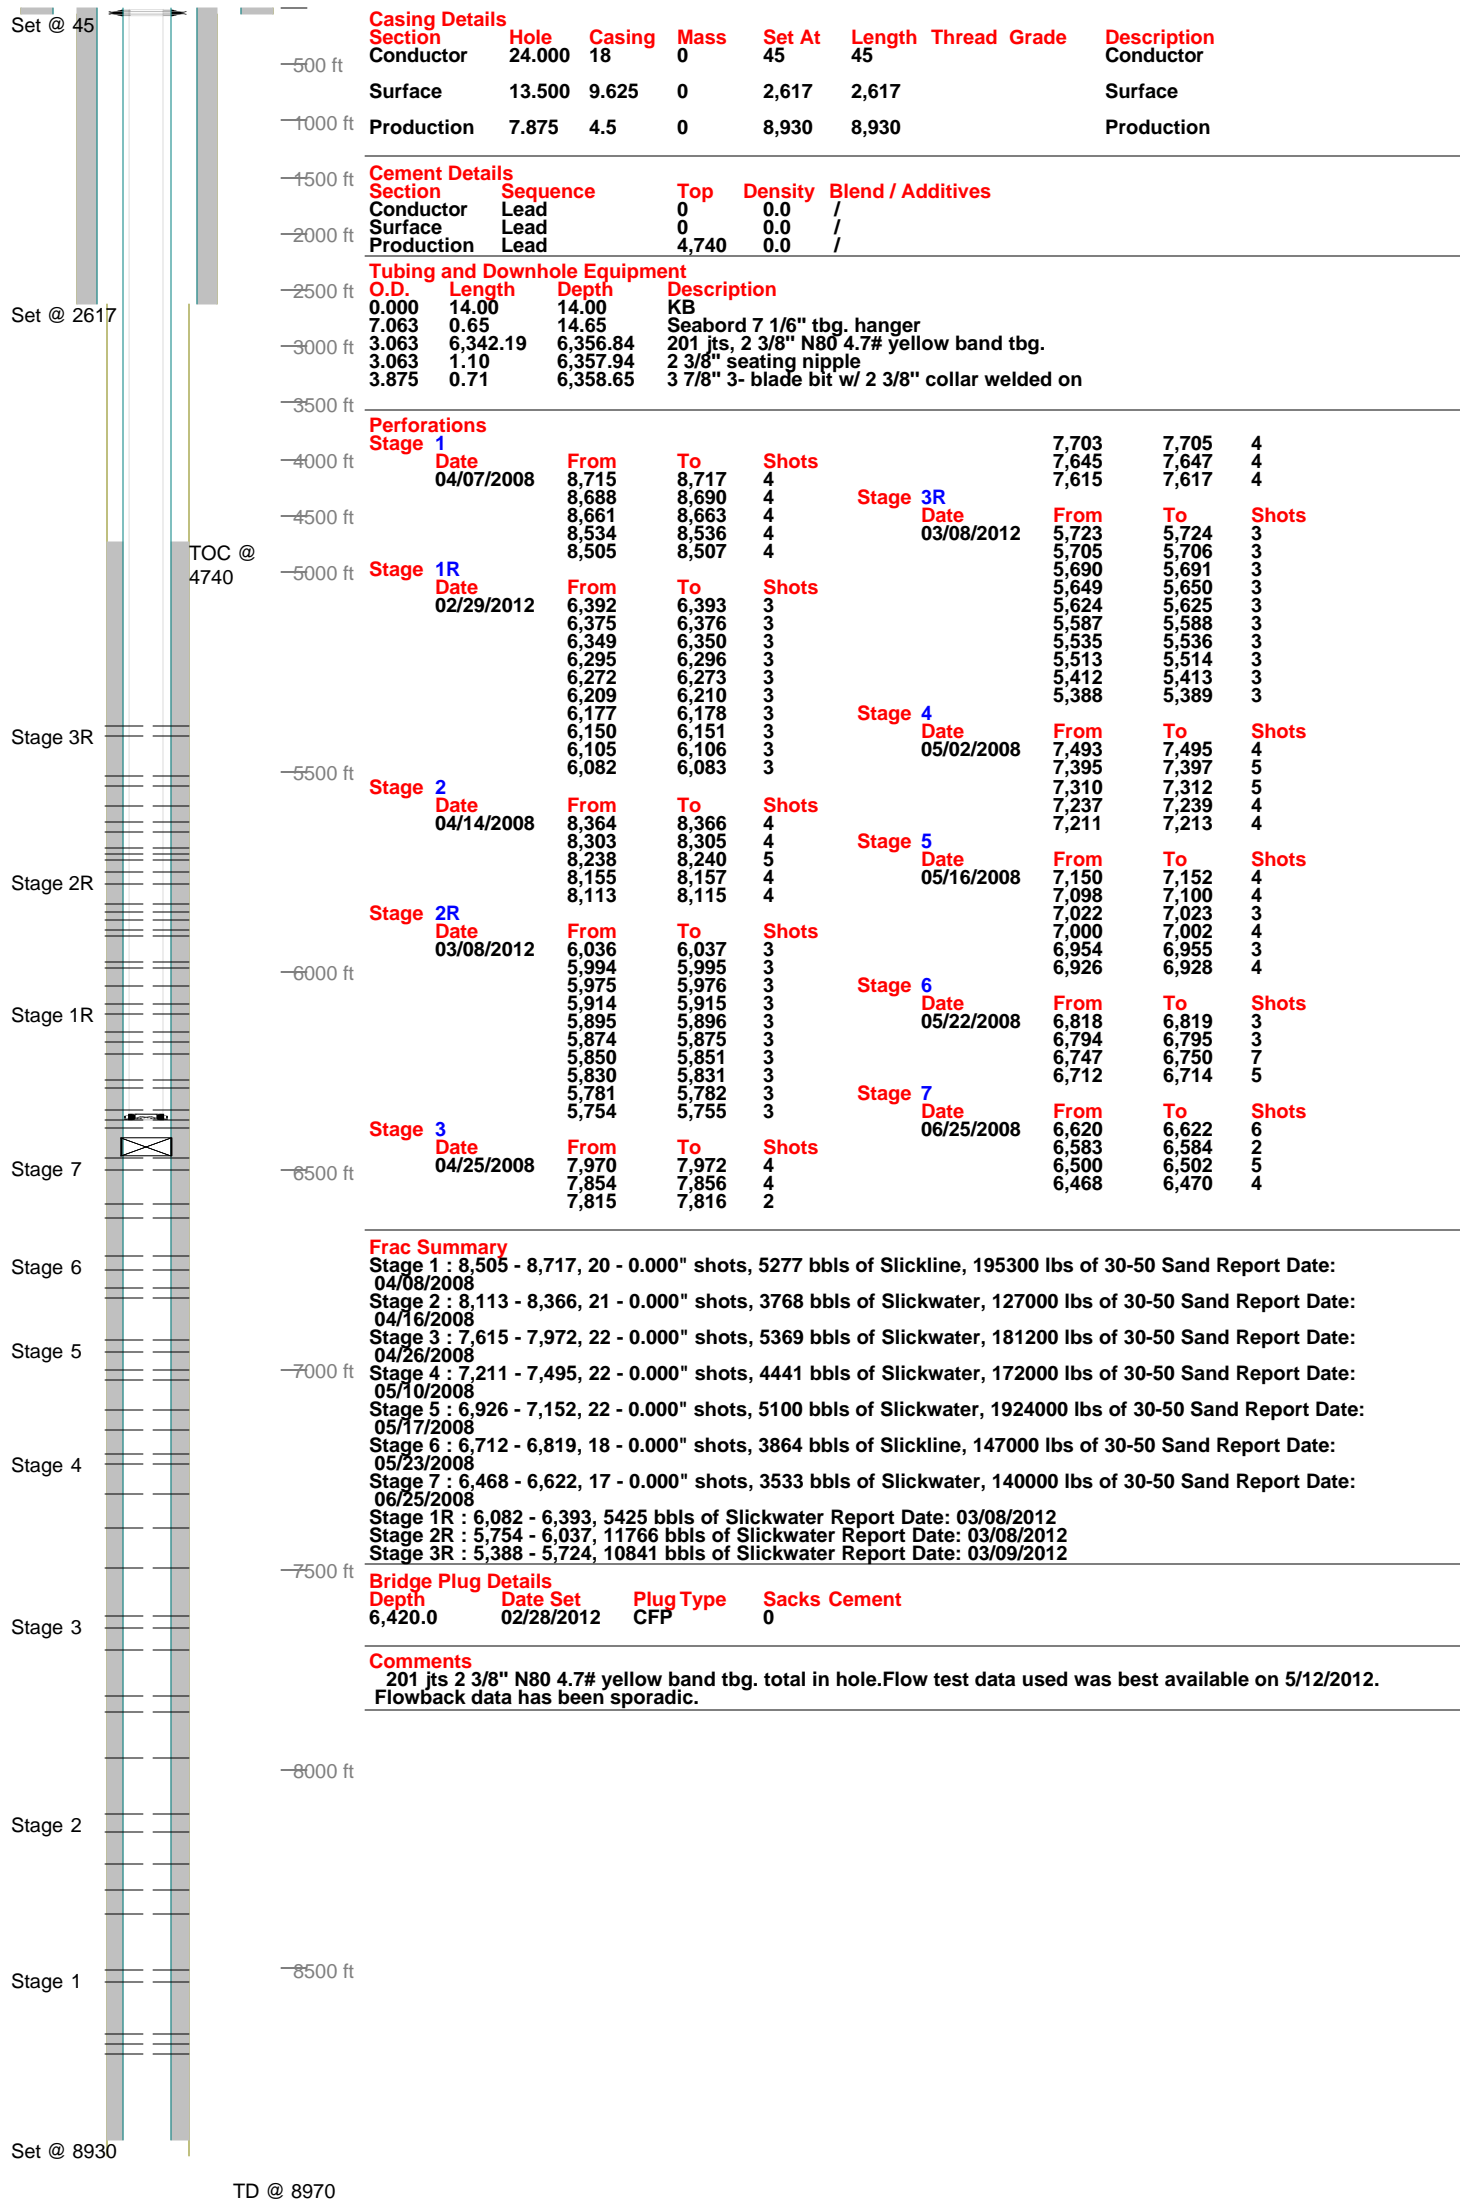 Casing Details
Section Hole Casing Mass Set At Length Thread Grade Description
Conductor 24.000 18 0 45 45 Conductor
Surface 13.500 9.625 0 2,617 2,617 Surface
Production 7.875 4.5 0 8,930 8,930 Production
Cement Details
Section Sequence Top Density Blend / Additives
Conductor Lead 0 0.0 /
Surface Lead 0 0.0 /
Production Lead 4,740 0.0 /
Tubing and Downhole Equipment
O.D. Length Depth Description
0.000 14.00 14.00 KB
7.063 0.65 14.65 Seabord 7 1/6" tbg. hanger
3.063 6,342.19 6,356.84 201 jts, 2 3/8" N80 4.7# yellow band tbg.
3.063 1.10 6,357.94 2 3/8" seating nipple
3.875 0.71 6,358.65 3 7/8" 3- blade bit w/ 2 3/8" collar welded on
Perforations
Stage 1
Date From To Shots
04/07/2008 8,715 8,717 4
8,688 8,690 4
8,661 8,663 4
8,534 8,536 4
8,505 8,507 4
Stage 1R
Date From To Shots
02/29/2012 6,392 6,393 3
6,375 6,376 3
6,349 6,350 3
6,295 6,296 3
6,272 6,273 3
6,209 6,210 3
6,177 6,178 3
6,150 6,151 3
6,105 6,106 3
6,082 6,083 3
Stage 2
Date From To Shots
04/14/2008 8,364 8,366 4
8,303 8,305 4
8,238 8,240 5
8,155 8,157 4
8,113 8,115 4
Stage 2R
Date From To Shots
03/08/2012 6,036 6,037 3
5,994 5,995 3
5,975 5,976 3
5,914 5,915 3
5,895 5,896 3
5,874 5,875 3
5,850 5,851 3
5,830 5,831 3
5,781 5,782 3
5,754 5,755 3
Stage 3
Date From To Shots
04/25/2008 7,970 7,972 4
7,854 7,856 4
7,815 7,816 2
7,703 7,705 4
7,645 7,647 4
7,615 7,617 4
Stage 3R
Date From To Shots
03/08/2012 5,723 5,724 3
5,705 5,706 3
5,690 5,691 3
5,649 5,650 3
5,624 5,625 3
5,587 5,588 3
5,535 5,536 3
5,513 5,514 3
5,412 5,413 3
5,388 5,389 3
Stage 4
Date From To Shots
05/02/2008 7,493 7,495 4
7,395 7,397 5
7,310 7,312 5
7,237 7,239 4
7,211 7,213 4
Stage 5
Date From To Shots
05/16/2008 7,150 7,152 4
7,098 7,100 4
7,022 7,023 3
7,000 7,002 4
6,954 6,955 3
6,926 6,928 4
Stage 6
Date From To Shots
05/22/2008 6,818 6,819 3
6,794 6,795 3
6,747 6,750 7
6,712 6,714 5
Stage 7
Date From To Shots
06/25/2008 6,620 6,622 6
6,583 6,584 2
6,500 6,502 5
6,468 6,470 4
Frac Summary
Stage 1 : 8,505 - 8,717, 20 - 0.000" shots, 5277 bbls of Slickline, 195300 lbs of 30-50 Sand Report Date:
04/08/2008
Stage 2 : 8,113 - 8,366, 21 - 0.000" shots, 3768 bbls of Slickwater, 127000 lbs of 30-50 Sand Report Date:
04/16/2008
Stage 3 : 7,615 - 7,972, 22 - 0.000" shots, 5369 bbls of Slickwater, 181200 lbs of 30-50 Sand Report Date:
04/26/2008
Stage 4 : 7,211 - 7,495, 22 - 0.000" shots, 4441 bbls of Slickwater, 172000 lbs of 30-50 Sand Report Date:
05/10/2008
Stage 5 : 6,926 - 7,152, 22 - 0.000" shots, 5100 bbls of Slickwater, 1924000 lbs of 30-50 Sand Report Date:
05/17/2008
Stage 6 : 6,712 - 6,819, 18 - 0.000" shots, 3864 bbls of Slickline, 147000 lbs of 30-50 Sand Report Date:
05/23/2008
Stage 7 : 6,468 - 6,622, 17 - 0.000" shots, 3533 bbls of Slickwater, 140000 lbs of 30-50 Sand Report Date:
06/25/2008
Stage 1R : 6,082 - 6,393, 5425 bbls of Slickwater Report Date: 03/08/2012
Stage 2R : 5,754 - 6,037, 11766 bbls of Slickwater Report Date: 03/08/2012
Stage 3R : 5,388 - 5,724, 10841 bbls of Slickwater Report Date: 03/09/2012
Bridge Plug Details
Depth Date Set Plug Type Sacks Cement
6,420.0 02/28/2012 CFP 0
Comments
201 jts 2 3/8" N80 4.7# yellow band tbg. total in hole.Flow test data used was best available on 5/12/2012.
Flowback data has been sporadic.
Set @ 45
500 ft
1000 ft
1500 ft
2000 ft
2500 ft
Set @ 2617
3000 ft
3500 ft
4000 ft
4500 ft
TOC @
4740
5000 ft
Stage 3R
5500 ft
Stage 2R
6000 ft
Stage 1R
Stage 7
6500 ft
Stage 6
Stage 5
7000 ft
Stage 4
7500 ft
Stage 3
8000 ft
Stage 2
8500 ft
Stage 1
Set @ 8930
TD @ 8970